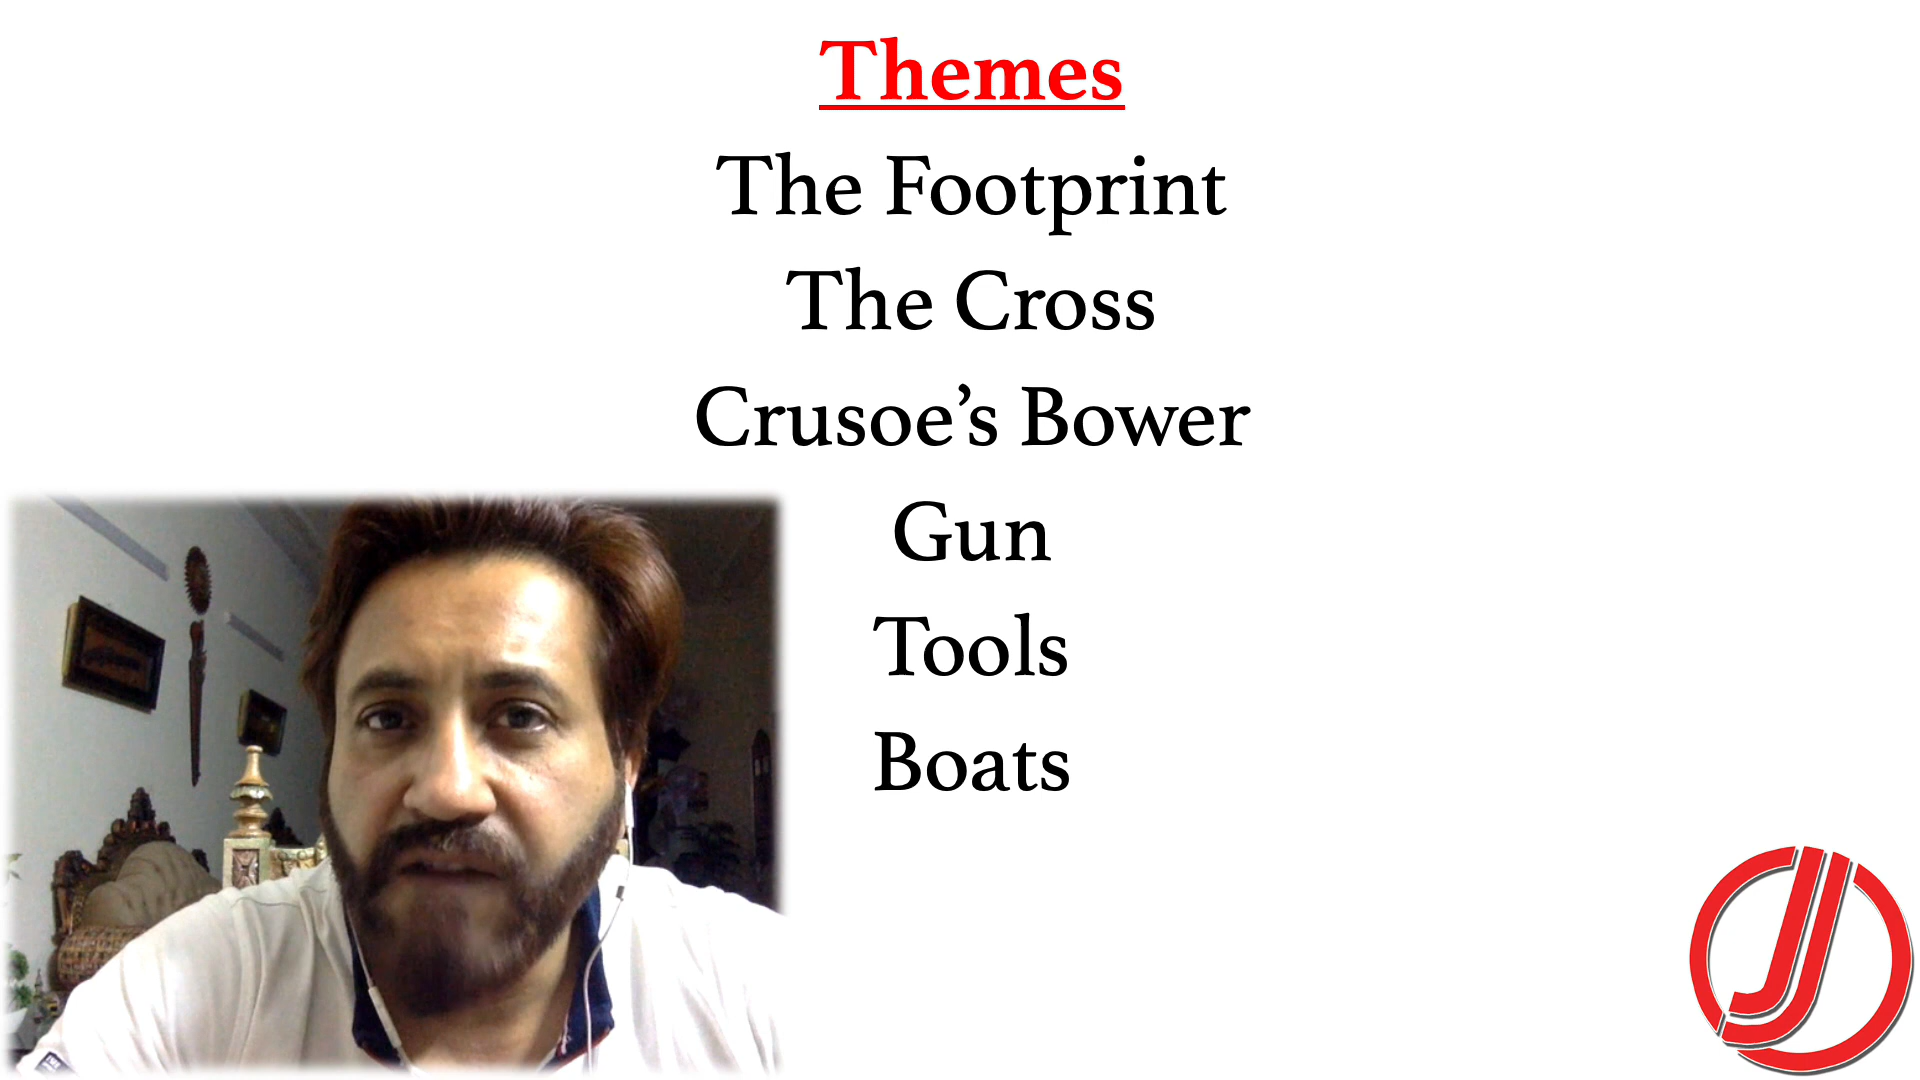 Themes
The Footprint
The Cross
Crusoe’s Bower
Gun
Tools
Boats